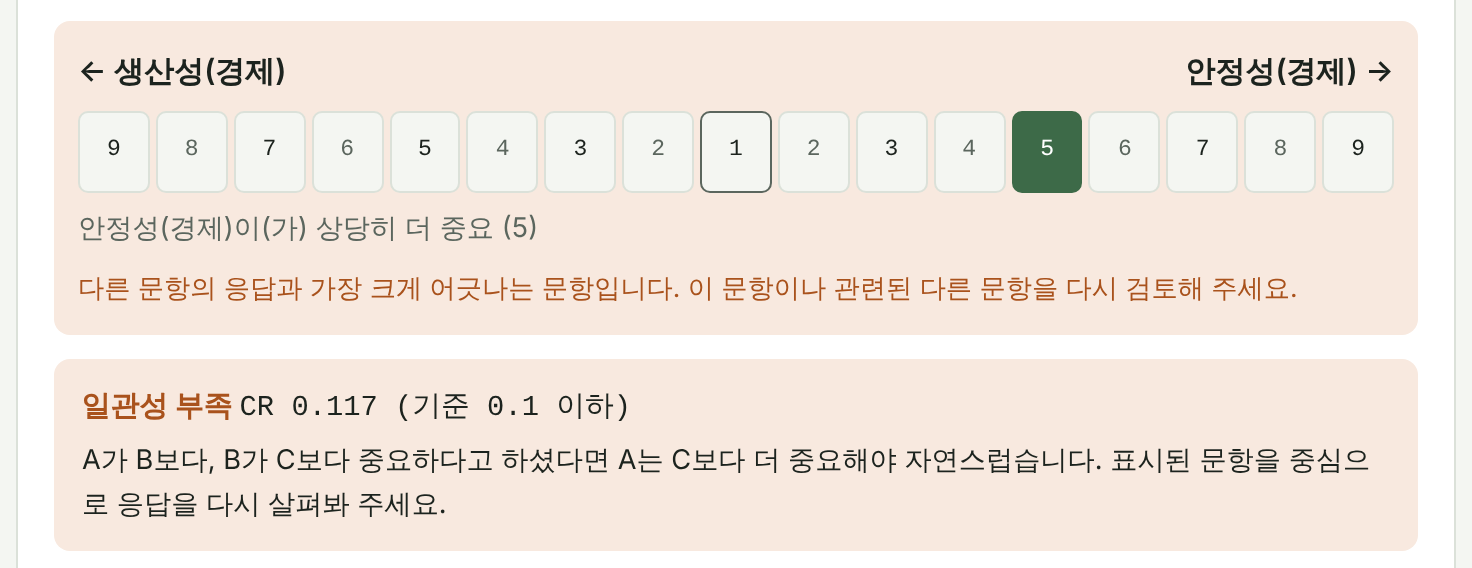 ← 생산성(경제) 안정성(경제) →
9 8 7 6 5 4 3 2 1 2 3 4 5 6 7 8 9
안정성(경제)이(가) 상당히 더 중요 (5)
다른 문항의 응답과 가장 크게 어긋나는 문항입니다. 이 문항이나 관련된 다른 문항을 다시 검토해 주세요.
일관성 부족 CR 0.117 (기준 0.1 이하)
A가 B보다, B가 C보다 중요하다고 하셨다면 A는 C보다 더 중요해야 자연스럽습니다. 표시된 문항을 중심으
로 응답을 다시 살펴봐 주세요.